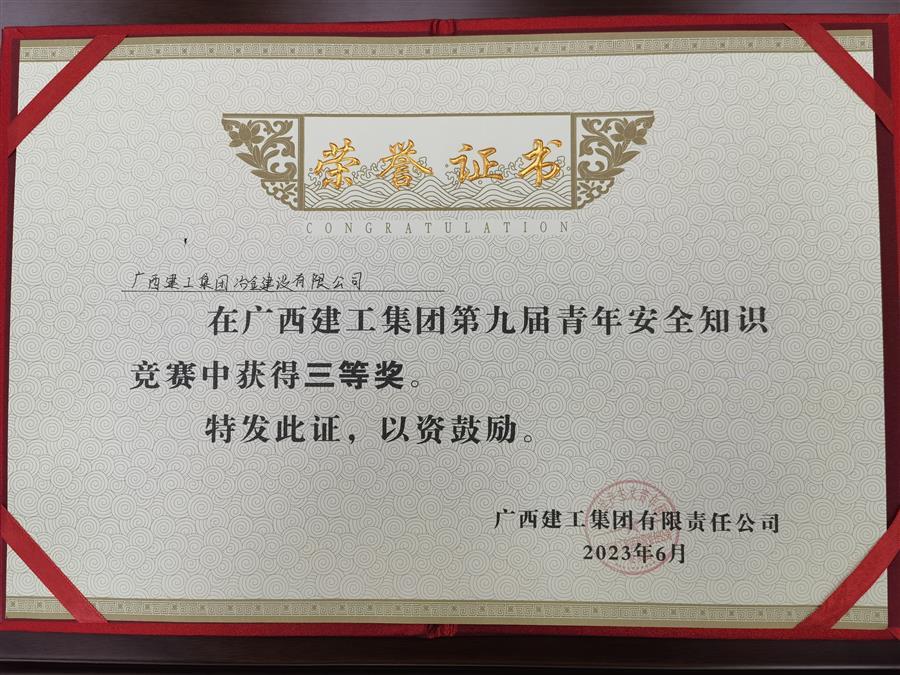 荣誉证书
CONGRATULATION
广西建工集团冶金建设有限公司
在广西建工集团第九届青年安全知识
竞赛中获得三等奖。
特发此证，以资鼓励。
广西建工集团有限责任公司
2023年6月